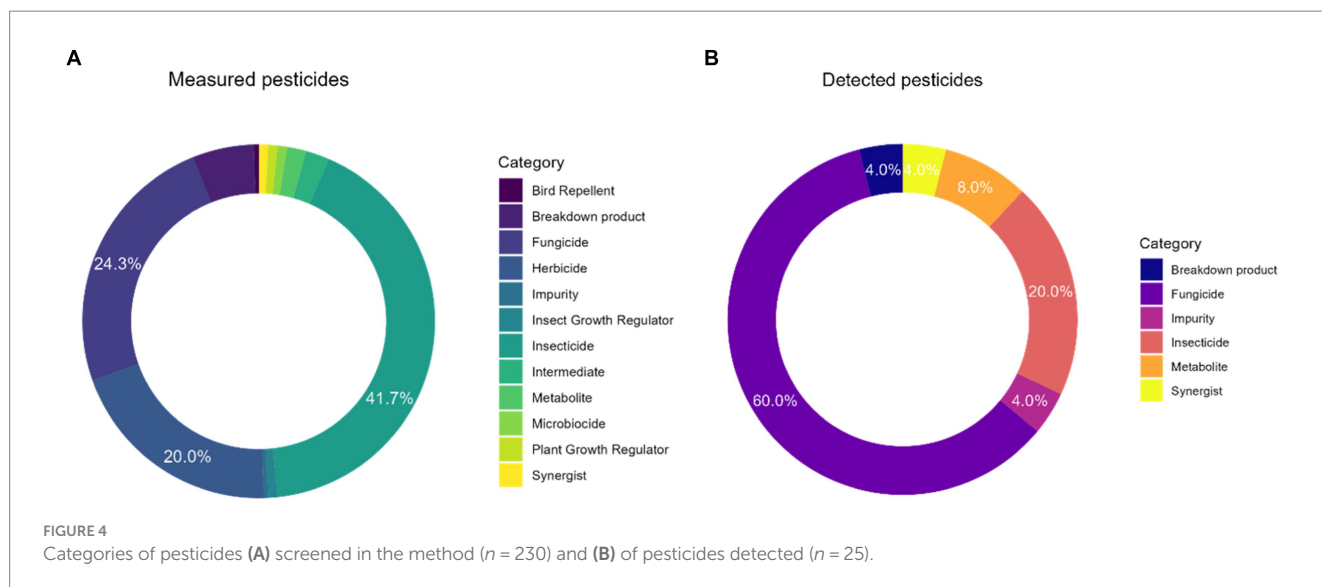 A
Measured pesticides
24.3%
20.0%
41.7%
Category
Bird Repellent
Breakdown product
Fungicide
Herbicide
Impurity
Insect Growth Regulator
Insecticide
Intermediate
Metabolite
Microbiocide
Plant Growth Regulator
Synergist
B
Detected pesticides
4.0%
4.0%
8.0%
20.0%
4.0%
60.0%
Category
Breakdown product
Fungicide
Impurity
Insecticide
Metabolite
Synergist
FIGURE 4
Categories of pesticides (A) screened in the method (n = 230) and (B) of pesticides detected (n = 25).